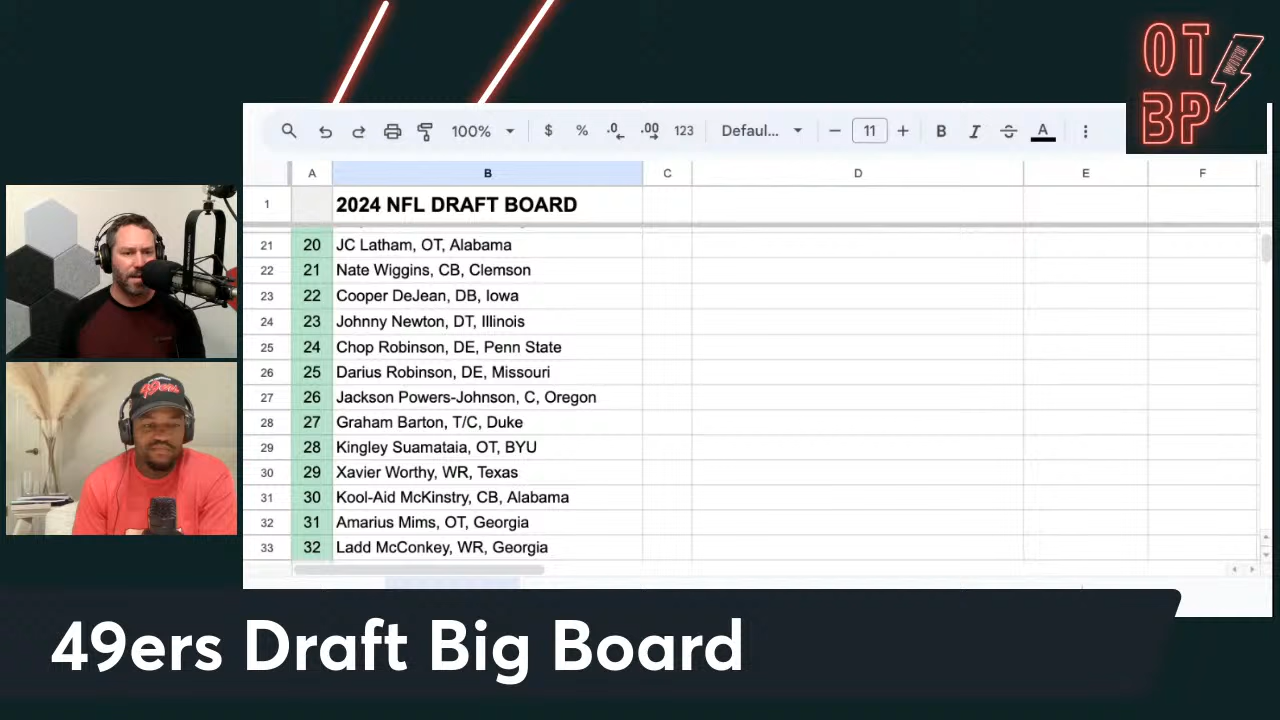 OT
BP
100%
$
%
.0
.00
123
Defaul...
11
B
I
A
A
B
C
D
E
F
1
2024 NFL DRAFT BOARD
21 20 JC Latham, OT, Alabama
22 21 Nate Wiggins, CB, Clemson
23 22 Cooper DeJean, DB, Iowa
24 23 Johnny Newton, DT, Illinois
25 24 Chop Robinson, DE, Penn State
26 25 Darius Robinson, DE, Missouri
27 26 Jackson Powers-Johnson, C, Oregon
28 27 Graham Barton, T/C, Duke
29 28 Kingley Suamataia, OT, BYU
30 29 Xavier Worthy, WR, Texas
31 30 Kool-Aid McKinstry, CB, Alabama
32 31 Amarius Mims, OT, Georgia
33 32 Ladd McConkey, WR, Georgia
49ers
49ers Draft Big Board